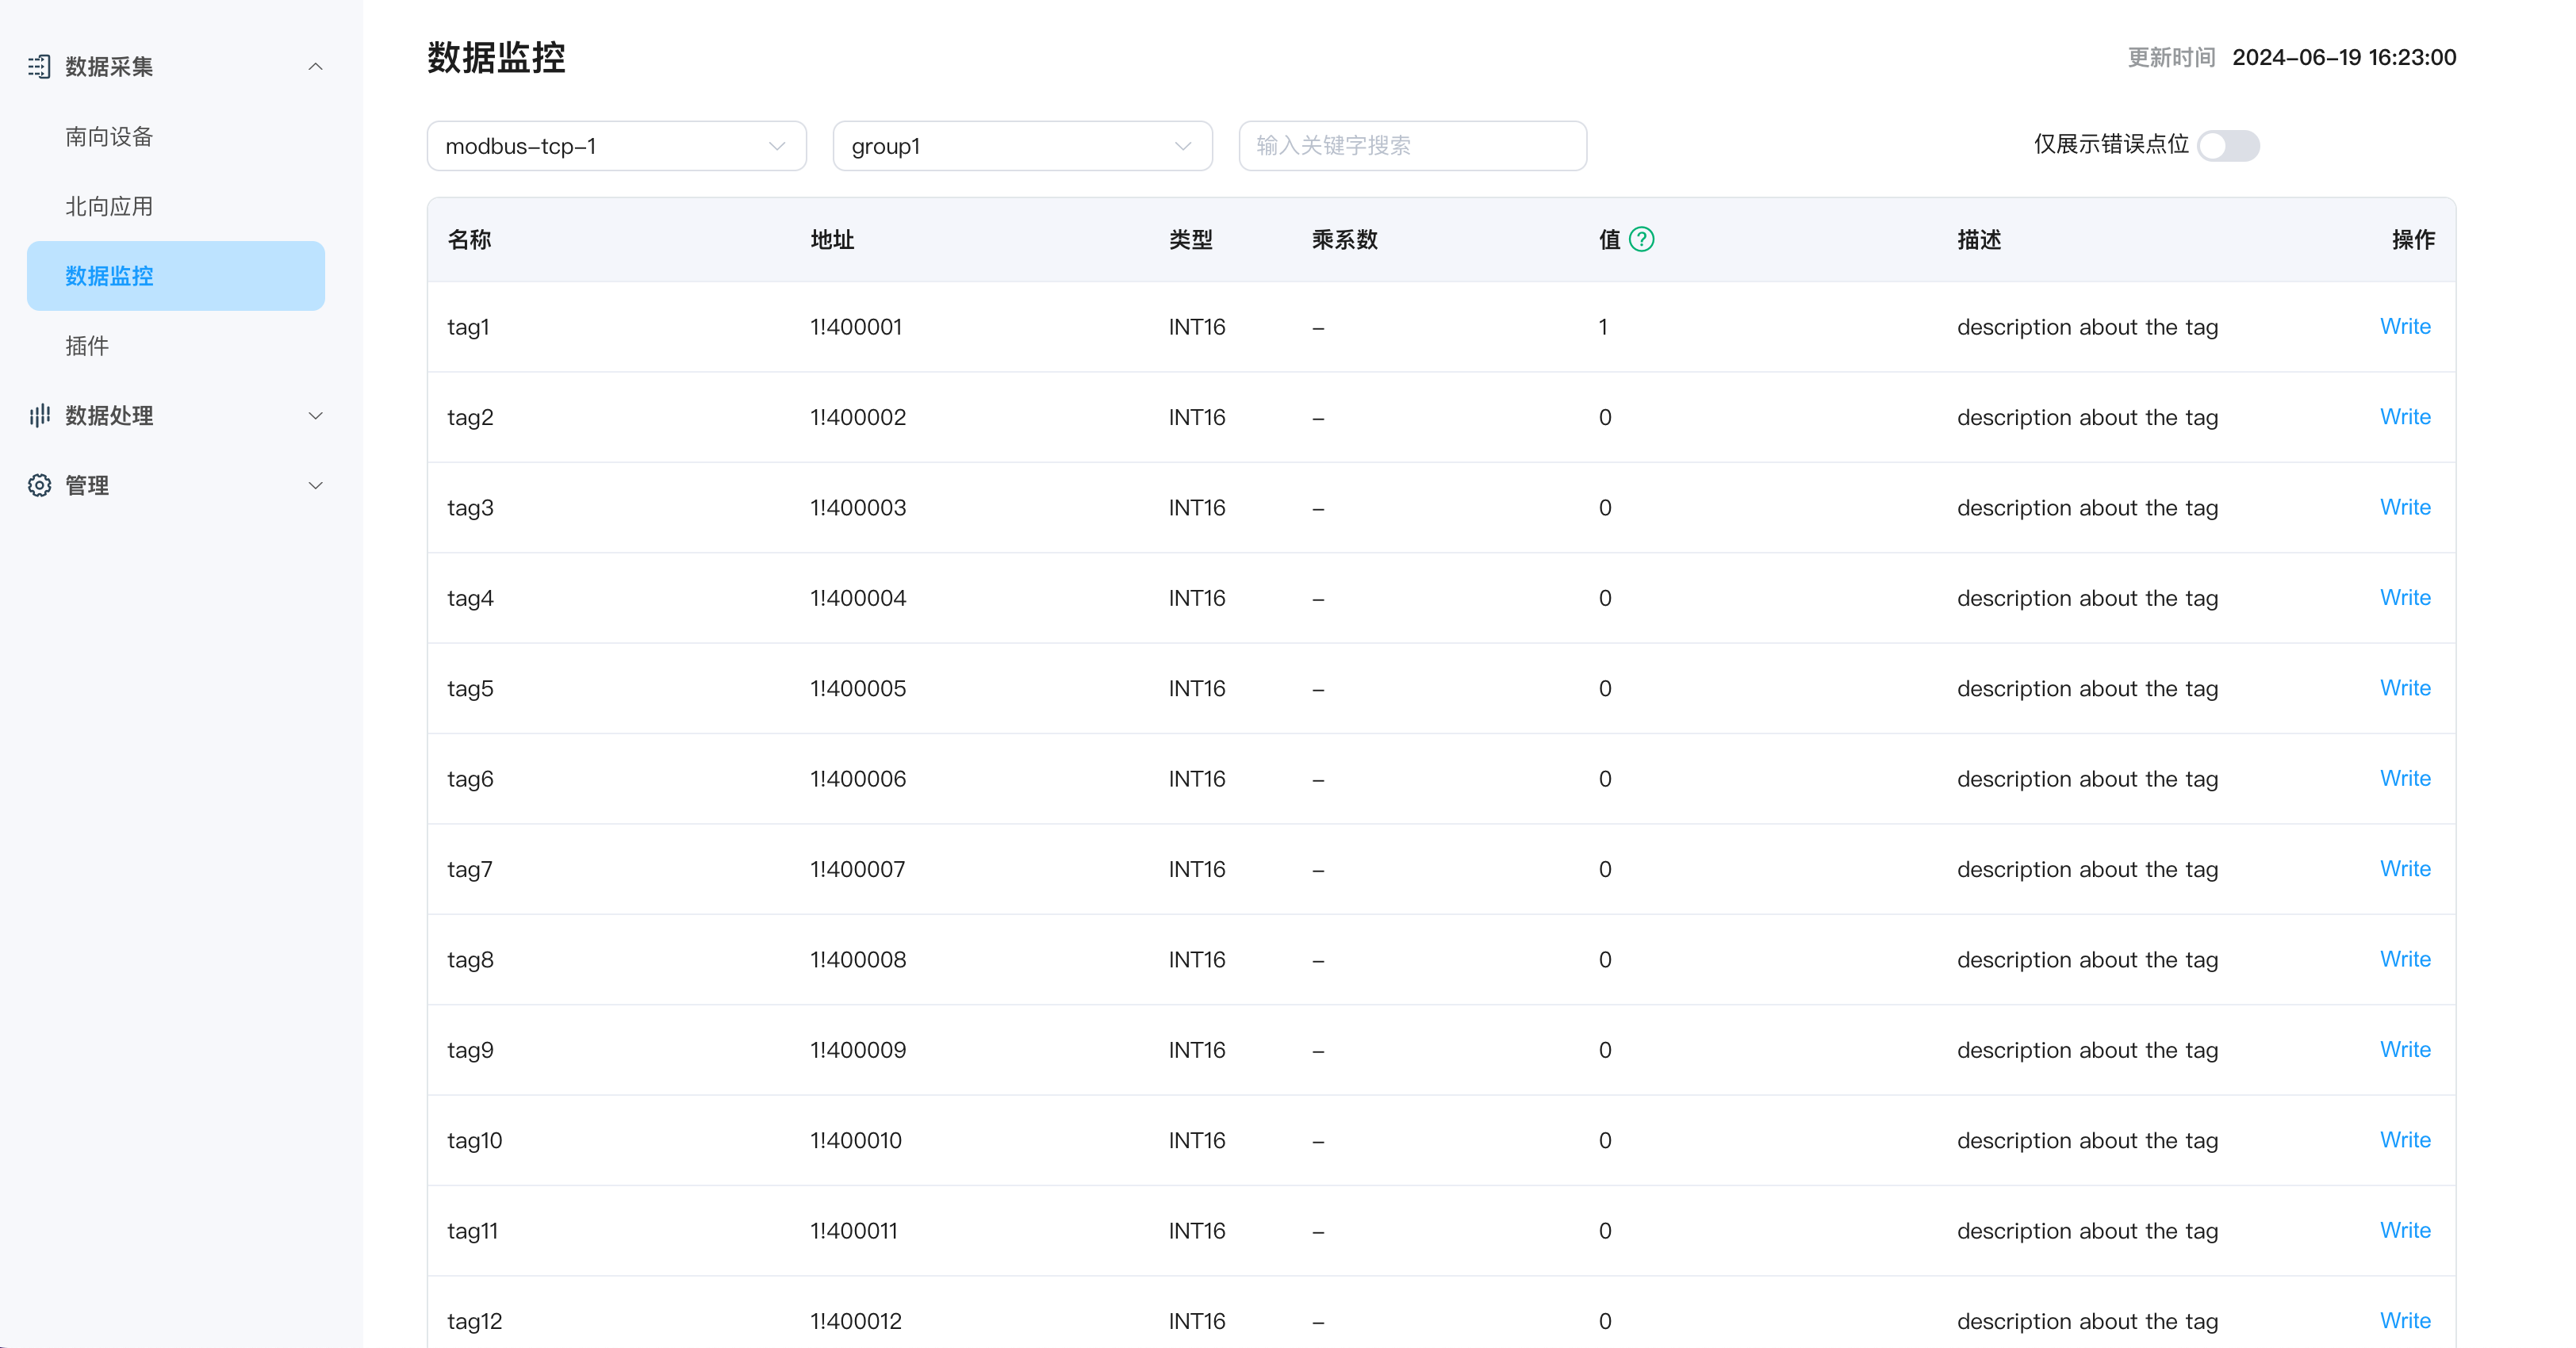 数据采集
南向设备
北向应用
数据监控
插件
数据处理
管理
数据监控
更新时间 2024-06-19 16:23:00
modbus-tcp-1 group1 输入关键字搜索 仅展示错误点位
名称 地址 类型 乘系数 值 ? 描述 操作
tag1 1!400001 INT16 – 1 description about the tag Write
tag2 1!400002 INT16 – 0 description about the tag Write
tag3 1!400003 INT16 – 0 description about the tag Write
tag4 1!400004 INT16 – 0 description about the tag Write
tag5 1!400005 INT16 – 0 description about the tag Write
tag6 1!400006 INT16 – 0 description about the tag Write
tag7 1!400007 INT16 – 0 description about the tag Write
tag8 1!400008 INT16 – 0 description about the tag Write
tag9 1!400009 INT16 – 0 description about the tag Write
tag10 1!400010 INT16 – 0 description about the tag Write
tag11 1!400011 INT16 – 0 description about the tag Write
tag12 1!400012 INT16 – 0 description about the tag Write